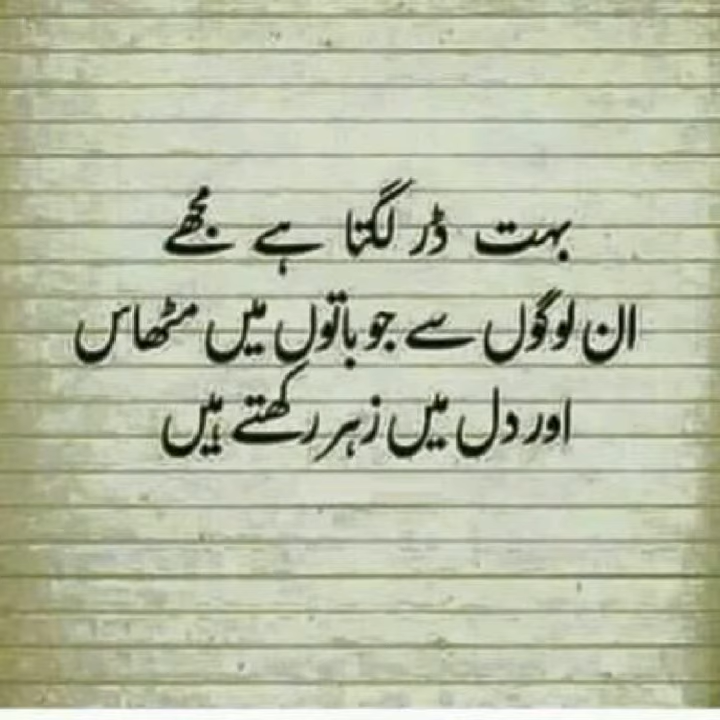 بہت ڈر لگتا ہے مجھے
ان لوگوں سے جو باتوں میں مٹھاس
اور دل میں زہر رکھتے ہیں